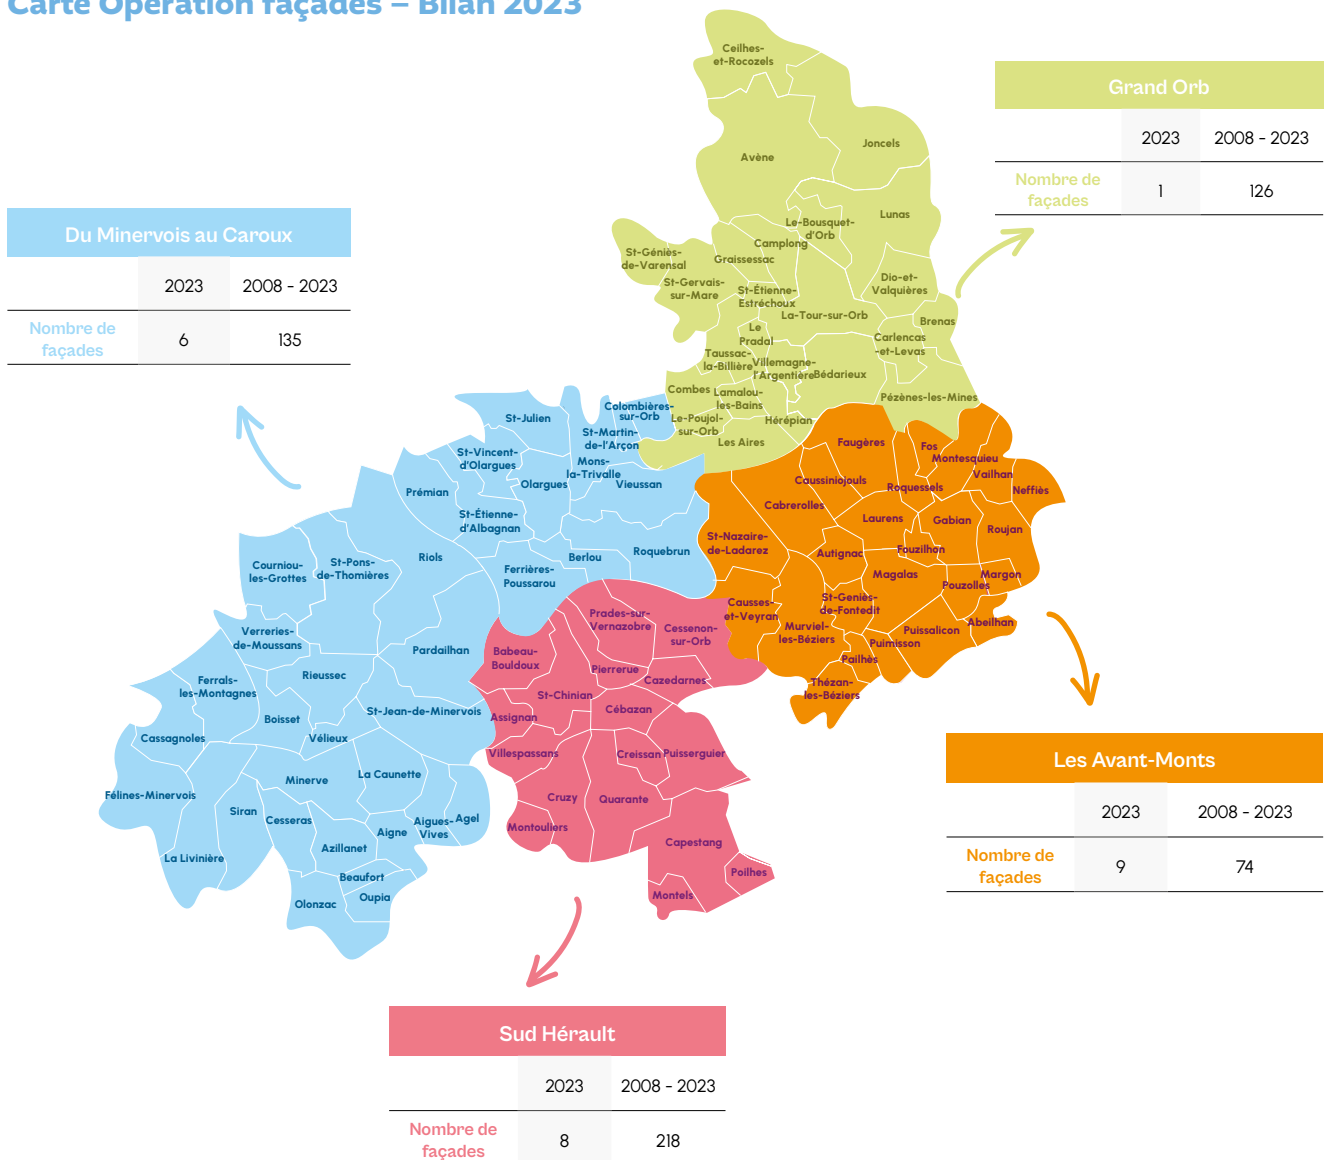 Carte Opération façades – Bilan 2023
Grand Orb
2023 2008 - 2023
Nombre de
façades
1 126
Du Minervois au Caroux
2023 2008 - 2023
Nombre de
façades
6 135
Ceilhes-
et-Rocozels
Avène
Joncels
Lunas
Le-Bousquet-
d'Orb
Camplong
Graissessac
St-Géniès-
de-Varensal
St-Gervais-
sur-Mare
St-Étienne-
Estréchoux
Dio-et-
Valquières
La-Tour-sur-Orb
Brenas
Le
Pradal
Carlencas
-et-Levas
Taussac-
la-Billière
Villemagne-
l'Argentière
Bédarieux
Combes
Lamalou-
les-Bains
Pézènes-les-Mines
Le-Poujol-
sur-Orb
Hérépian
Les Aires
St-Julien
Colombières-
sur-Orb
St-Martin-
de-l'Arçon
St-Vincent-
d'Olargues
Mons-
la-Trivalle
Olargues
Vieussan
Prémian
St-Étienne-
d'Albagnan
Riols
Berlou
Roquebrun
Ferrières-
Poussarou
Courniou-
les-Grottes
St-Pons-
de-Thomières
Verreries-
de-Moussans
Pardailhan
Rieussec
Ferrals-
les-Montagnes
Boisset
St-Jean-de-Minervois
Vélieux
Cassagnoles
Minerve
La Caunette
Félines-Minervois
Siran
Cesseras
Aigues-
Vives
Agel
Aigne
Azillanet
La Livinière
Beaufort
Oupia
Olonzac
Faugères
Fos
Montesquieu
Vailhan
Neffiès
Caussiniojouls
Roquessels
Cabrerolles
Laurens
Gabian
Roujan
St-Nazaire-
de-Ladarez
Autignac
Fouzilhon
Magalas
Margon
Pouzolles
Causses-
et-Veyran
St-Geniès-
de-Fontedit
Abeilhan
Murviel-
les-Béziers
Puissalicon
Puimisson
Pailhès
Thézan-
les-Béziers
Prades-sur-
Vernazobre
Cessenon-
sur-Orb
Babeau-
Bouldoux
Pierrerue
Cazedarnes
St-Chinian
Cébazan
Assignan
Villespassans
Creissan
Puisserguier
Cruzy
Quarante
Montouliers
Capestang
Poilhes
Montels
Les Avant-Monts
2023 2008 - 2023
Nombre de
façades
9 74
Sud Hérault
2023 2008 - 2023
Nombre de
façades
8 218